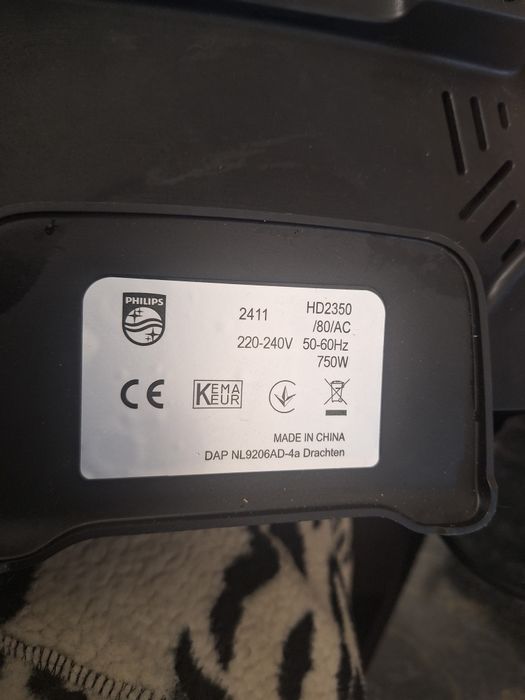 PHILIPS
2411 HD2350
/80/AC
220-240V 50-60Hz
750W
CE KEMA
KEUR
MADE IN CHINA
DAP NL9206AD-4a Drachten